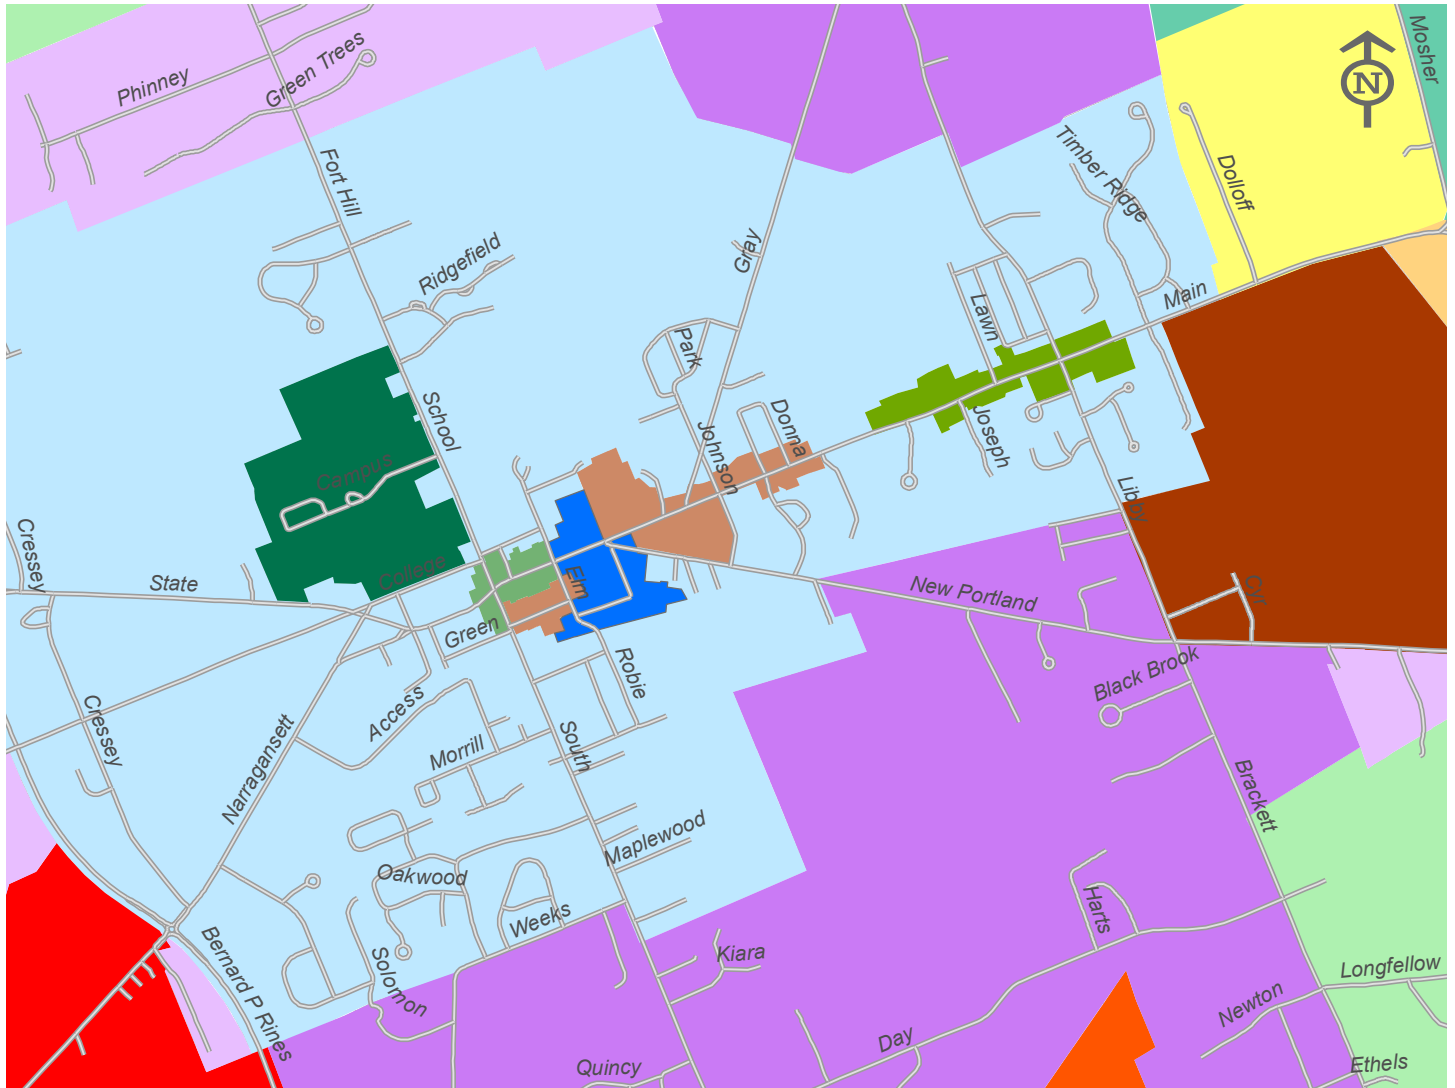 Mosher
Phinney
Green Trees
N
Timber Ridge
Dolloff
Fort Hill
Ridgefield
Gray
Main
Lawn
Park
School
Donna
Joseph
Johnson
Campus
Libby
Cressey
State
College
Elm
New Portland
Cyr
Green
Robie
Black Brook
Cressey
Access
Narragansett
Morrill
South
Brackett
Maplewood
Oakwood
Harts
Weeks
Bernard P Rines
Solomon
Kiara
Longfellow
Newton
Day
Quincy
Ethels